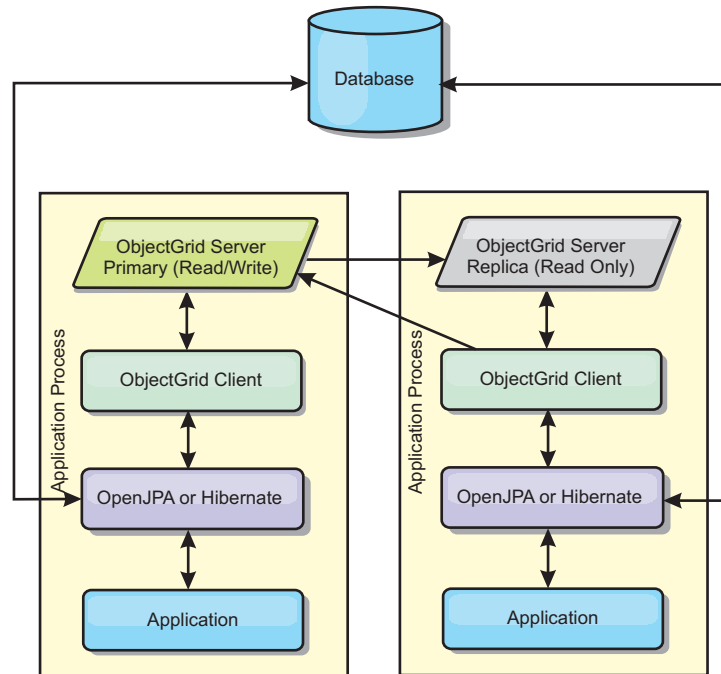 Database
ObjectGrid Server
Primary (Read/Write)
ObjectGrid Client
OpenJPA or Hibernate
Application
Application Process
ObjectGrid Server
Replica (Read Only)
ObjectGrid Client
OpenJPA or Hibernate
Application
Application Process